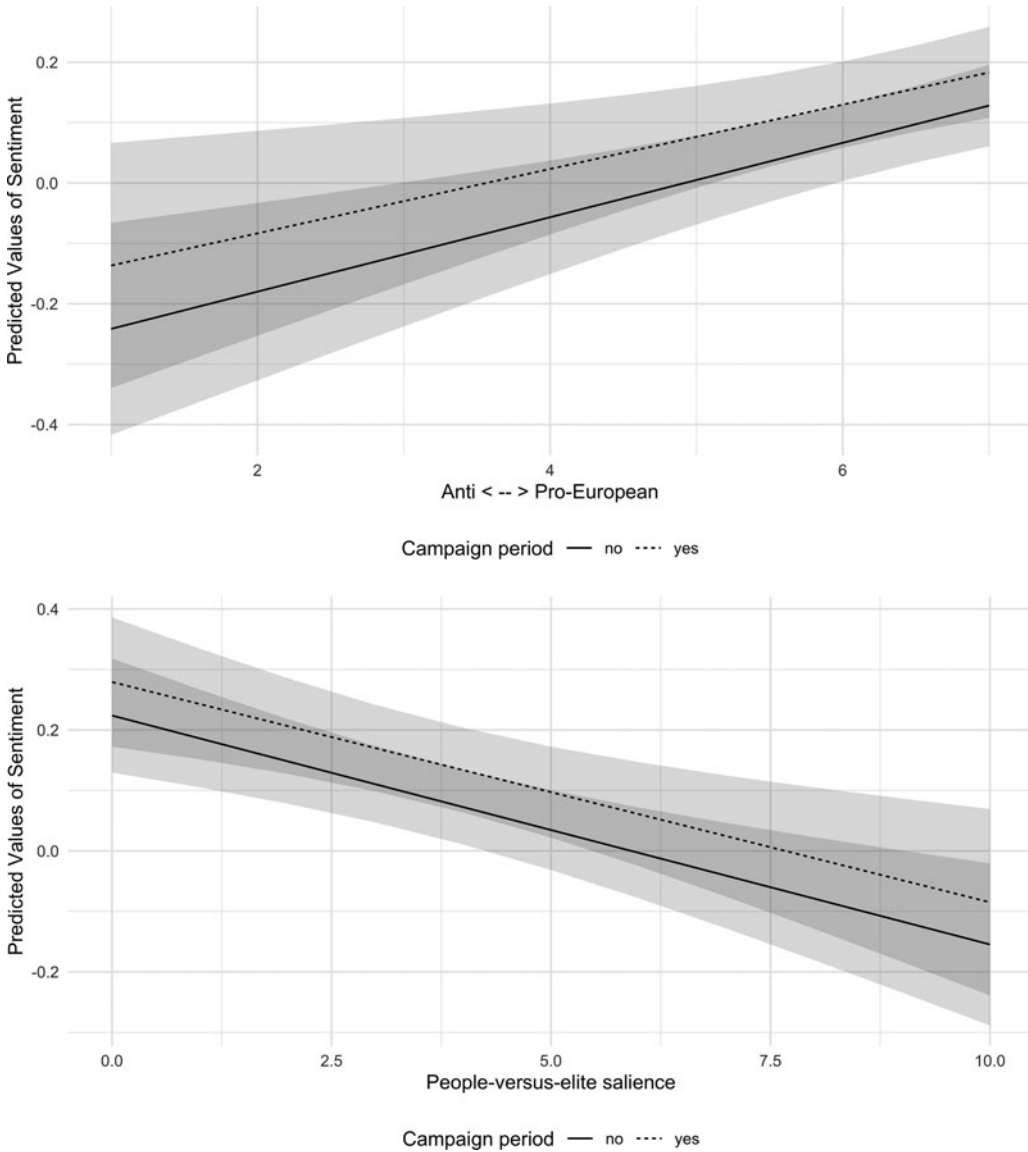 Predicted Values of Sentiment
0.2
0.0
-0.2
-0.4
2 4 6
Anti < -- > Pro-European
Campaign period no yes
Predicted Values of Sentiment
0.4
0.2
0.0
-0.2
0.0 2.5 5.0 7.5 10.0
People-versus-elite salience
Campaign period no yes